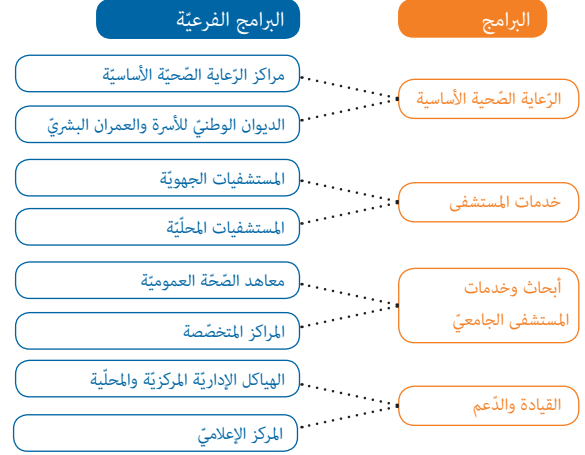 البرامج
البرامج الفرعيّة
الرّعاية الصّحية الأساسية
مراكز الرّعاية الصّحيّة الأساسيّة
الديوان الوطنيّ للأسرة والعمران البشريّ
خدمات المستشفى
المستشفيات الجهويّة
المستشفيات المحلّيّة
أبحاث وخدمات
المستشفى الجامعيّ
معاهد الصّحّة العموميّة
المراكز المتخصّصة
القيادة والدّعم
الهياكل الإداريّة المركزيّة والمحلّية
المركز الإعلاميّ